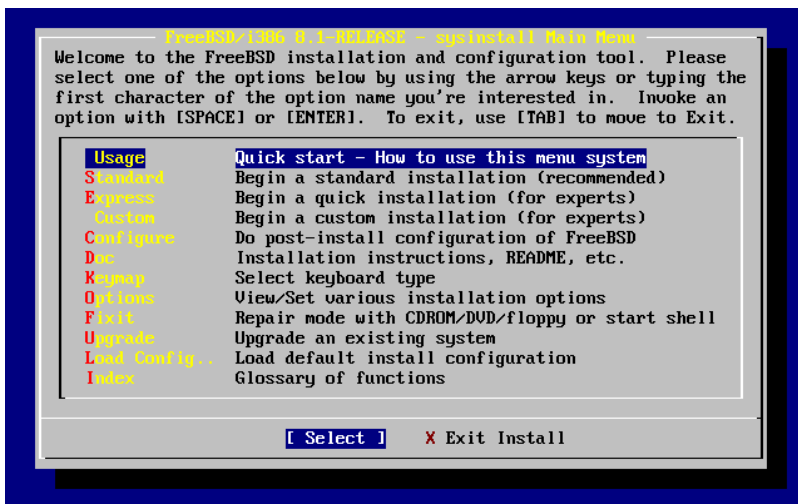 FreeBSD/i386 8.1-RELEASE - sysinstall Main Menu
Welcome to the FreeBSD installation and configuration tool.  Please
select one of the options below by using the arrow keys or typing the
first character of the option name you're interested in.  Invoke an
option with [SPACE] or [ENTER].  To exit, use [TAB] to move to Exit.
Usage Quick start - How to use this menu system
Standard Begin a standard installation (recommended)
Express Begin a quick installation (for experts)
Custom Begin a custom installation (for experts)
Configure Do post-install configuration of FreeBSD
Doc Installation instructions, README, etc.
Keymap Select keyboard type
Options View/Set various installation options
Fixit Repair mode with CDROM/DVD/floppy or start shell
Upgrade Upgrade an existing system
Load Config.. Load default install configuration
Index Glossary of functions
[ Select ] X Exit Install